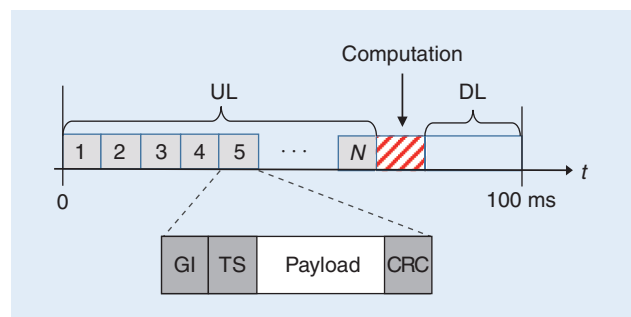 Computation
UL
DL
1 2 3 4 5 ... N
t
0
100 ms
GI TS Payload CRC